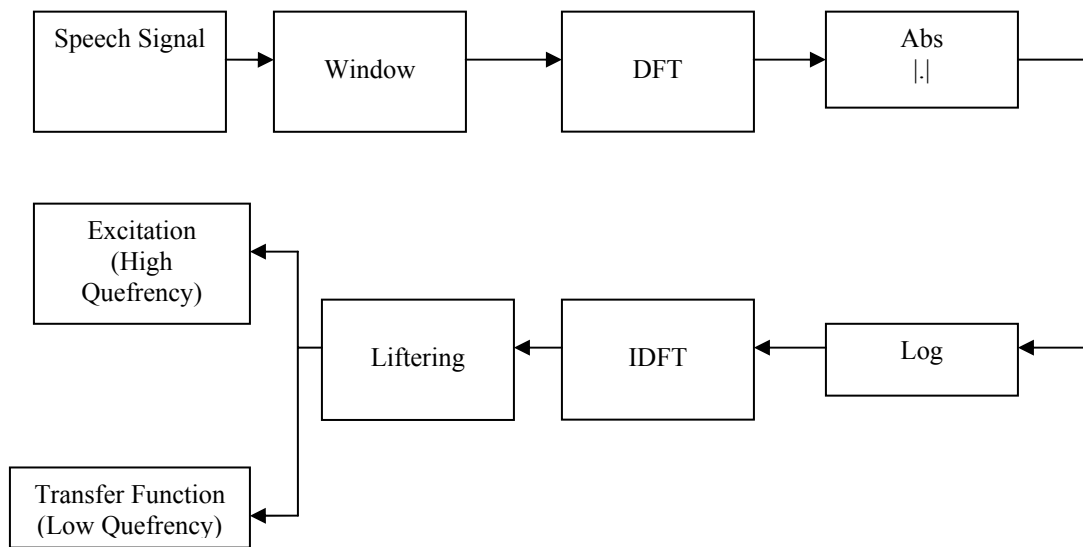 Speech Signal
Window
DFT
Abs
|.|
Excitation
(High
Quefrency)
Liftering
IDFT
Log
Transfer Function
(Low Quefrency)